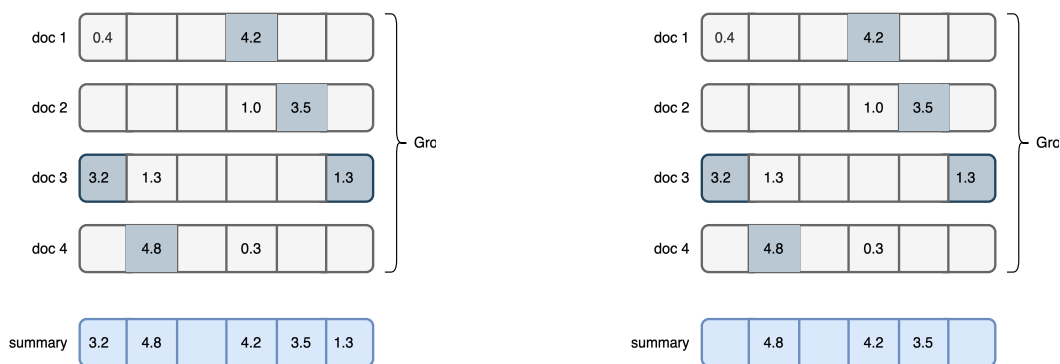 doc 1 0.4 4.2
doc 2 1.0 3.5
Gro
doc 3 3.2 1.3 1.3
doc 4 4.8 0.3
summary 3.2 4.8 4.2 3.5 1.3
doc 1 0.4 4.2
doc 2 1.0 3.5
Gro
doc 3 3.2 1.3 1.3
doc 4 4.8 0.3
summary 4.8 4.2 3.5